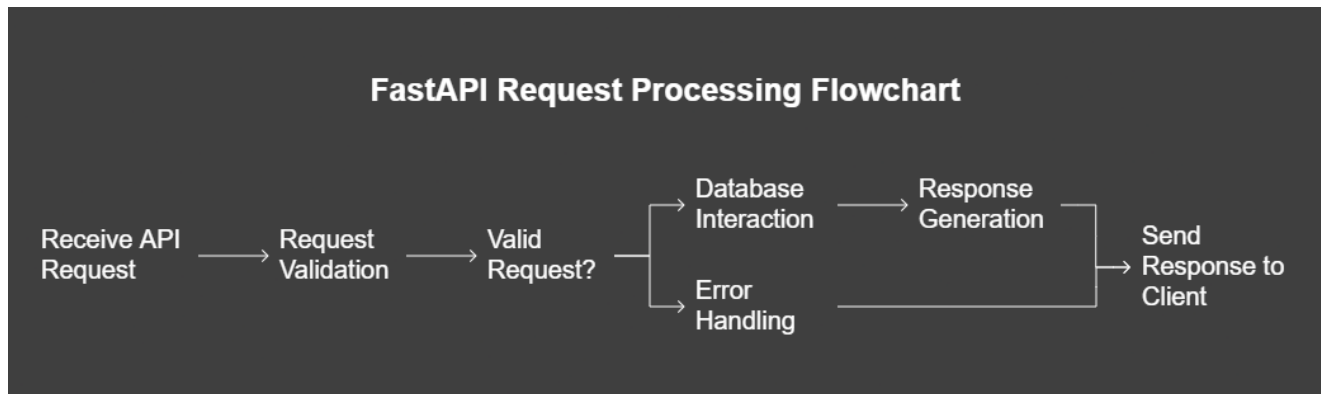 FastAPI Request Processing Flowchart
Receive API
Request
Request
Validation
Valid
Request?
Database
Interaction
Response
Generation
Error
Handling
Send
Response to
Client